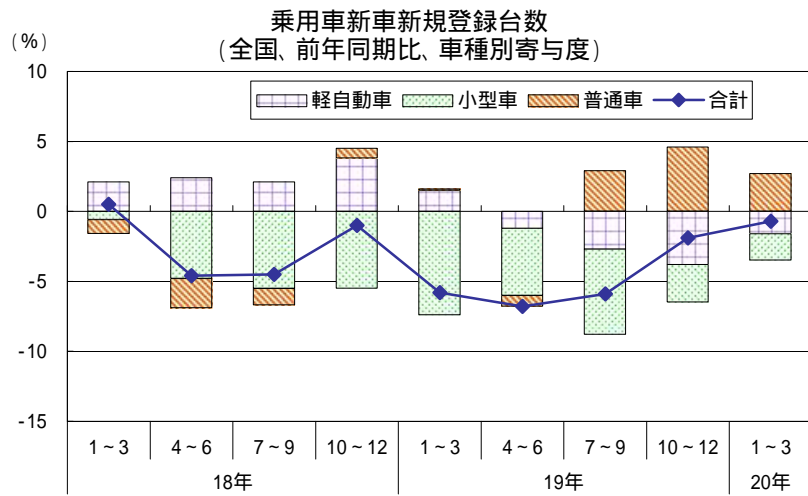 乗用車新車新規登録台数
(％)
(全国、前年同期比、車種別寄与度)
軽自動車 小型車 普通車 合計
10
5
0
-5
-10
-15
1～3 4～6 7～9 10～12 1～3 4～6 7～9 10～12 1～3
18年 19年 20年